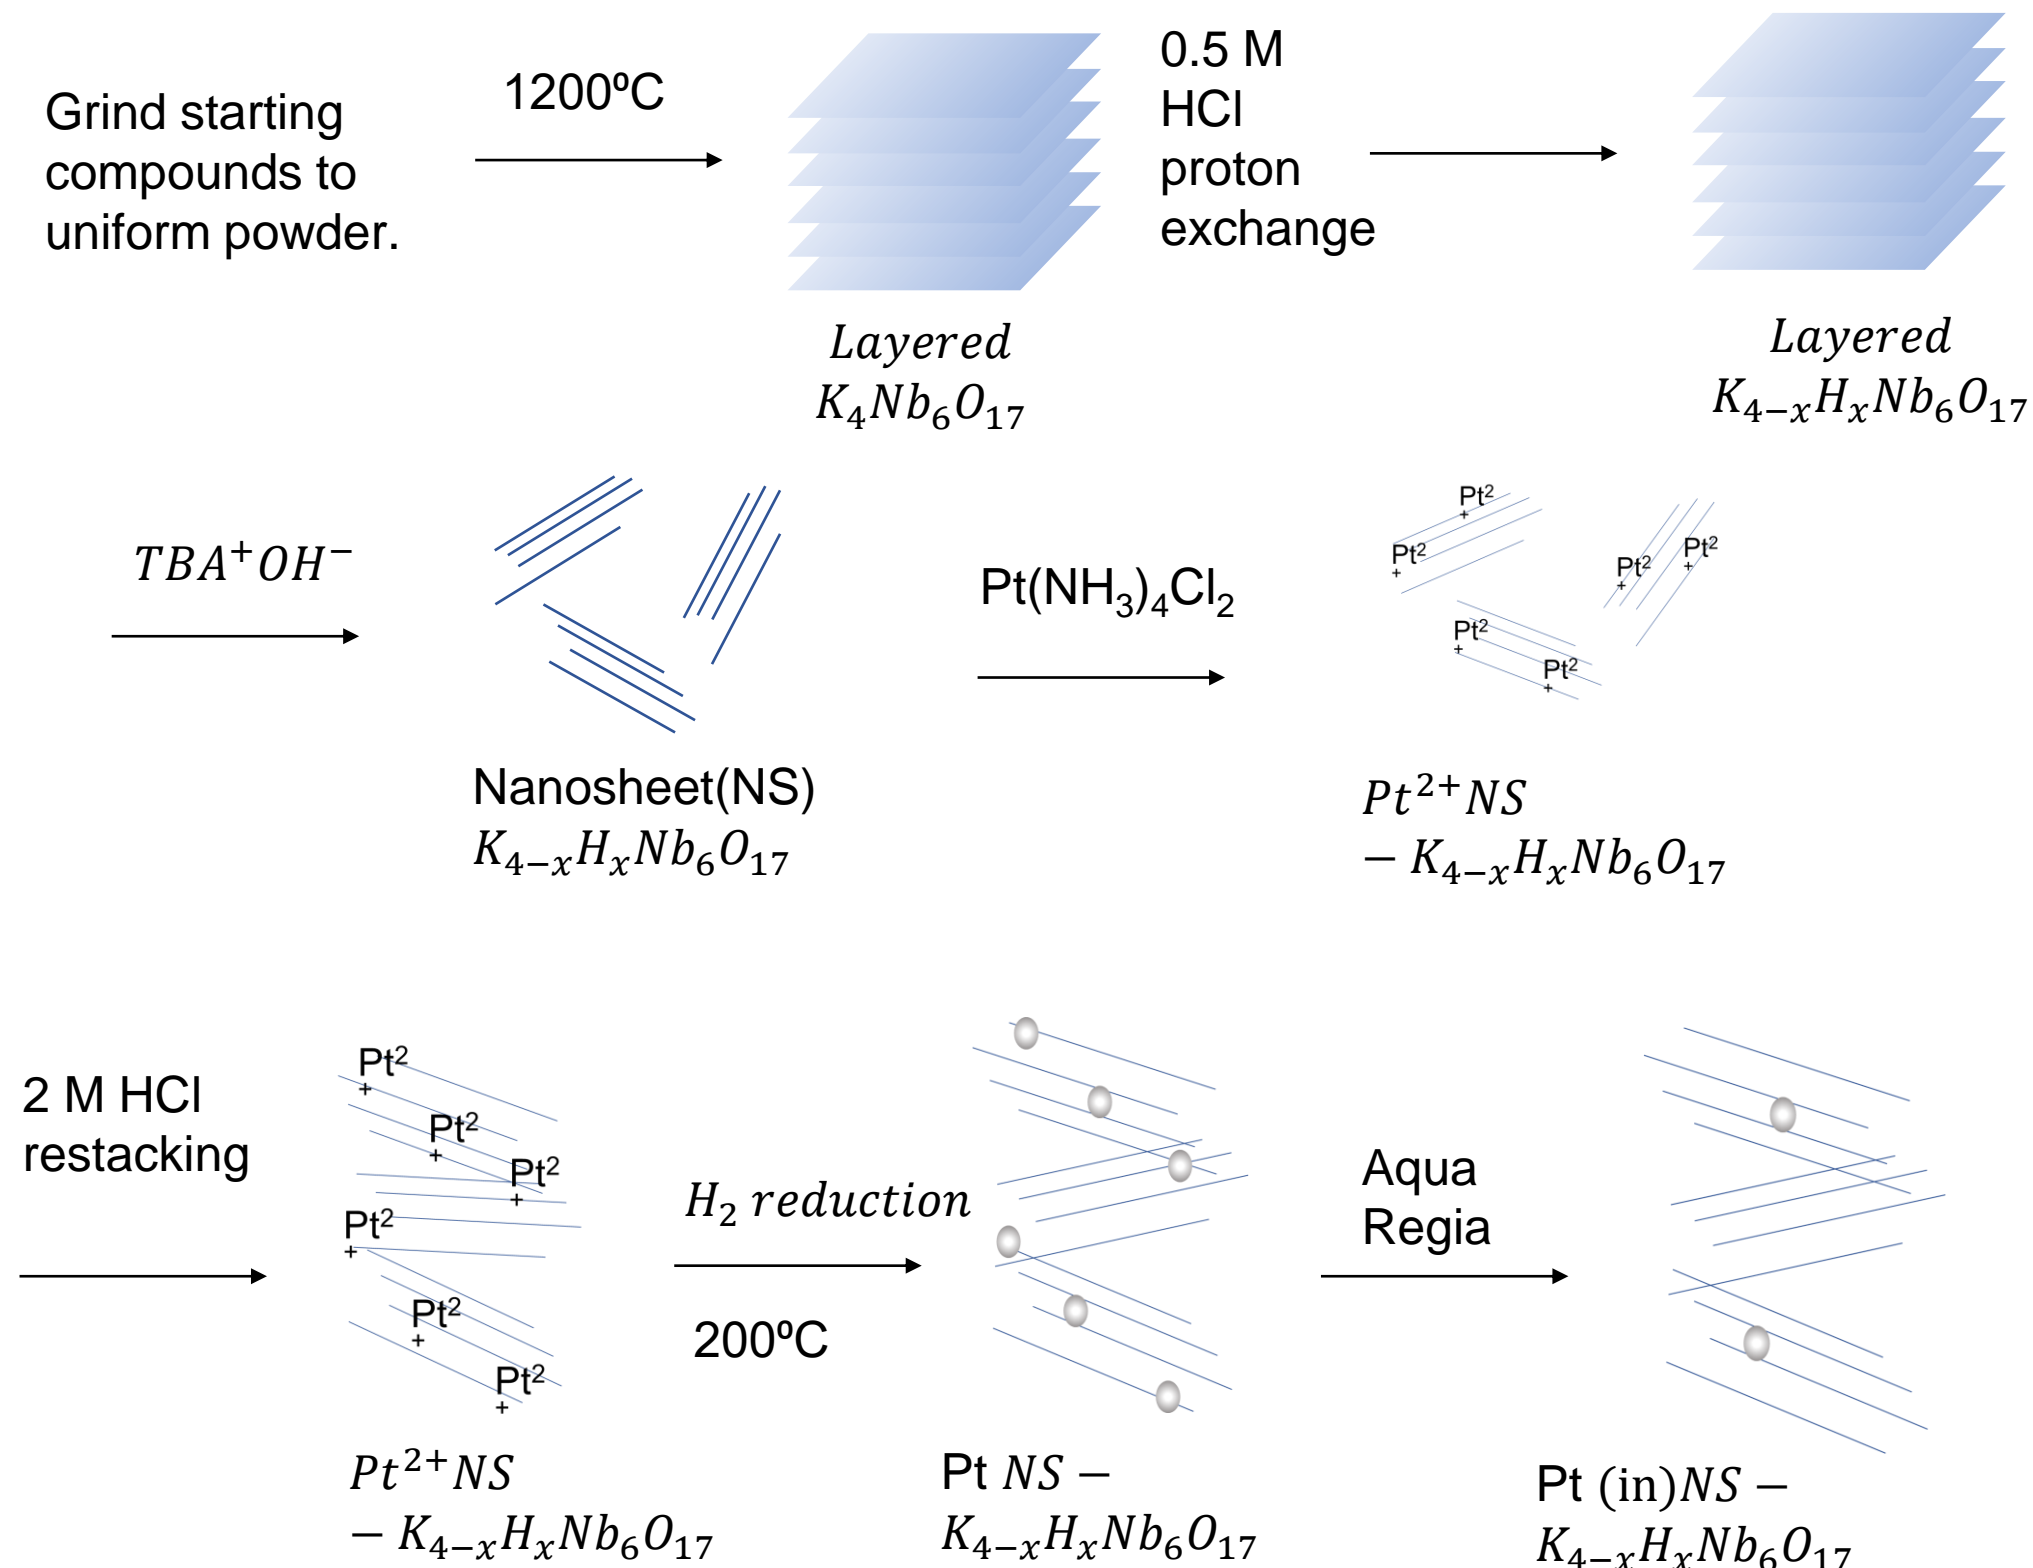 Grind starting
compounds to
uniform powder.
1200⁰C
Layered
K₄Nb₆O₁₇
0.5 M
HCl
proton
exchange
Layered
K₄₋ₓHₓNb₆O₁₇
TBA⁺OH⁻
Nanosheet(NS)
K₄₋ₓHₓNb₆O₁₇
Pt(NH₃)₄Cl₂
Pt²
+
Pt²
+
Pt²
+
Pt²
+
Pt²
+
Pt²
+
Pt²⁺NS
− K₄₋ₓHₓNb₆O₁₇
2 M HCl
restacking
Pt²
+
Pt²
+
Pt²
+
Pt²
+
Pt²
+
Pt²
+
Pt²⁺NS
− K₄₋ₓHₓNb₆O₁₇
H₂ reduction
200⁰C
Pt NS −
K₄₋ₓHₓNb₆O₁₇
Aqua
Regia
Pt (in)NS −
K₄₋ₓHₓNb₆O₁₇